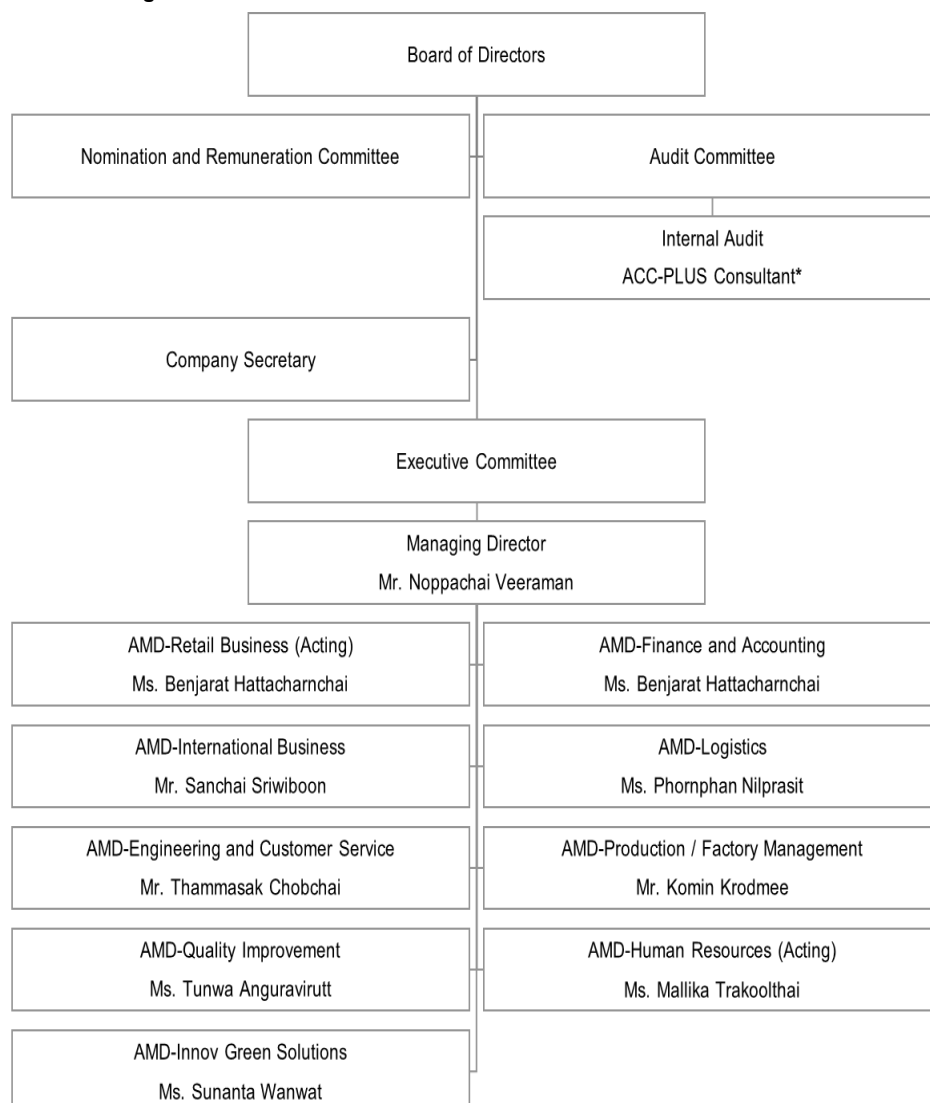 Board of Directors
Nomination and Remuneration Committee
Audit Committee
Internal Audit
ACC-PLUS Consultant*
Company Secretary
Executive Committee
Managing Director
Mr. Noppachai Veeraman
AMD-Retail Business (Acting)
Ms. Benjarat Hattacharnchai
AMD-Finance and Accounting
Ms. Benjarat Hattacharnchai
AMD-International Business
Mr. Sanchai Sriwiboon
AMD-Logistics
Ms. Phornphan Nilprasit
AMD-Engineering and Customer Service
Mr. Thammasak Chobchai
AMD-Production / Factory Management
Mr. Komin Krodmee
AMD-Quality Improvement
Ms. Tunwa Anguravirutt
AMD-Human Resources (Acting)
Ms. Mallika Trakoolthai
AMD-Innov Green Solutions
Ms. Sunanta Wanwat